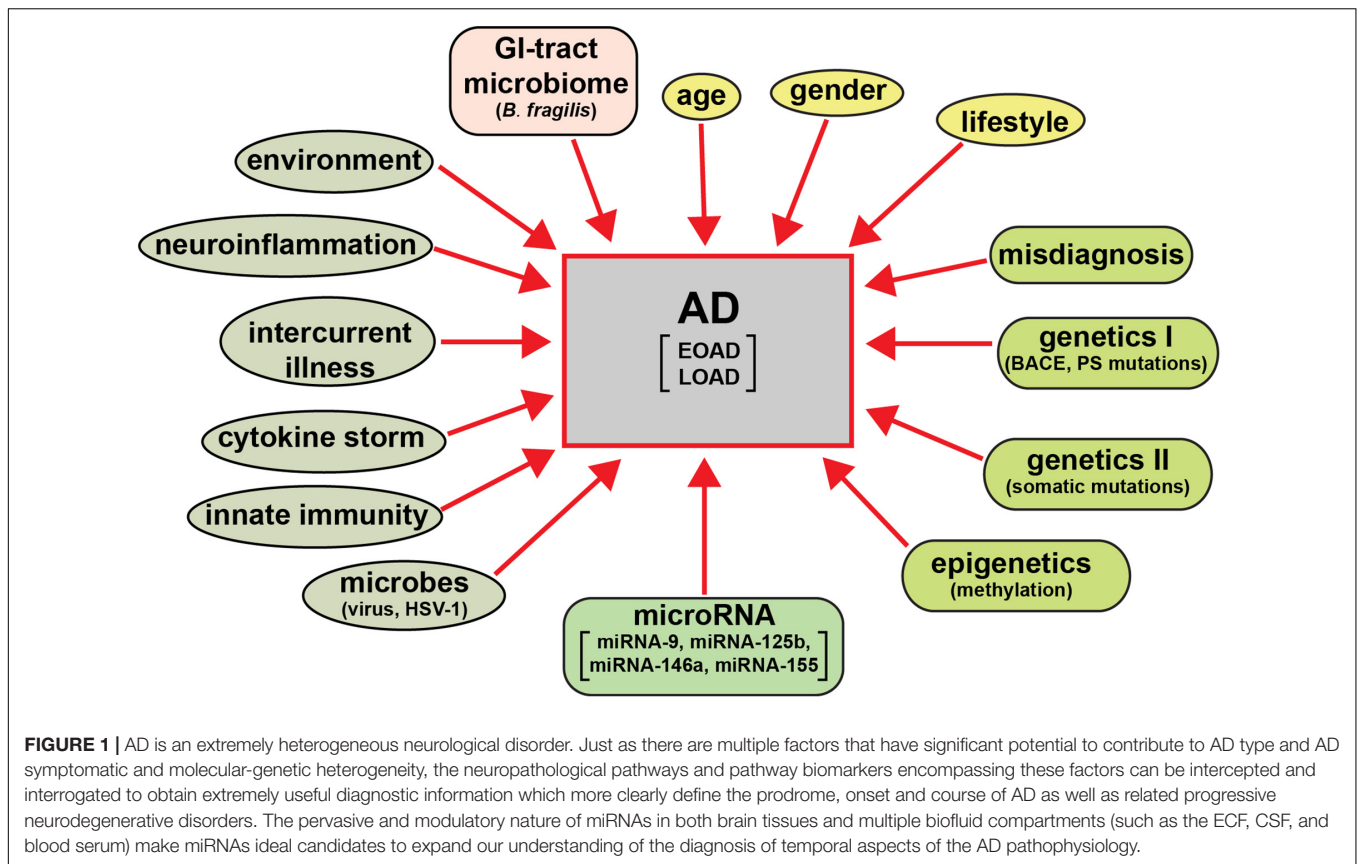 GI-tract
microbiome
(B. fragilis)
age
gender
lifestyle
environment
neuroinflammation
intercurrent
illness
cytokine storm
innate immunity
microbes
(virus, HSV-1)
AD
EOAD
LOAD
misdiagnosis
genetics I
(BACE, PS mutations)
genetics II
(somatic mutations)
epigenetics
(methylation)
microRNA
[miRNA-9, miRNA-125b,
miRNA-146a, miRNA-155]
FIGURE 1 | AD is an extremely heterogeneous neurological disorder. Just as there are multiple factors that have significant potential to contribute to AD type and AD
symptomatic and molecular-genetic heterogeneity, the neuropathological pathways and pathway biomarkers encompassing these factors can be intercepted and
interrogated to obtain extremely useful diagnostic information which more clearly define the prodrome, onset and course of AD as well as related progressive
neurodegenerative disorders. The pervasive and modulatory nature of miRNAs in both brain tissues and multiple biofluid compartments (such as the ECF, CSF, and
blood serum) make miRNAs ideal candidates to expand our understanding of the diagnosis of temporal aspects of the AD pathophysiology.